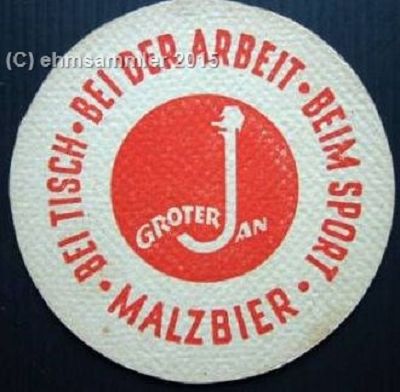 (C) ehmsammler 2015
BEI TISCH • BEI DER ARBEIT • BEIM SPORT •
MALZBIER •
GROTER JAN